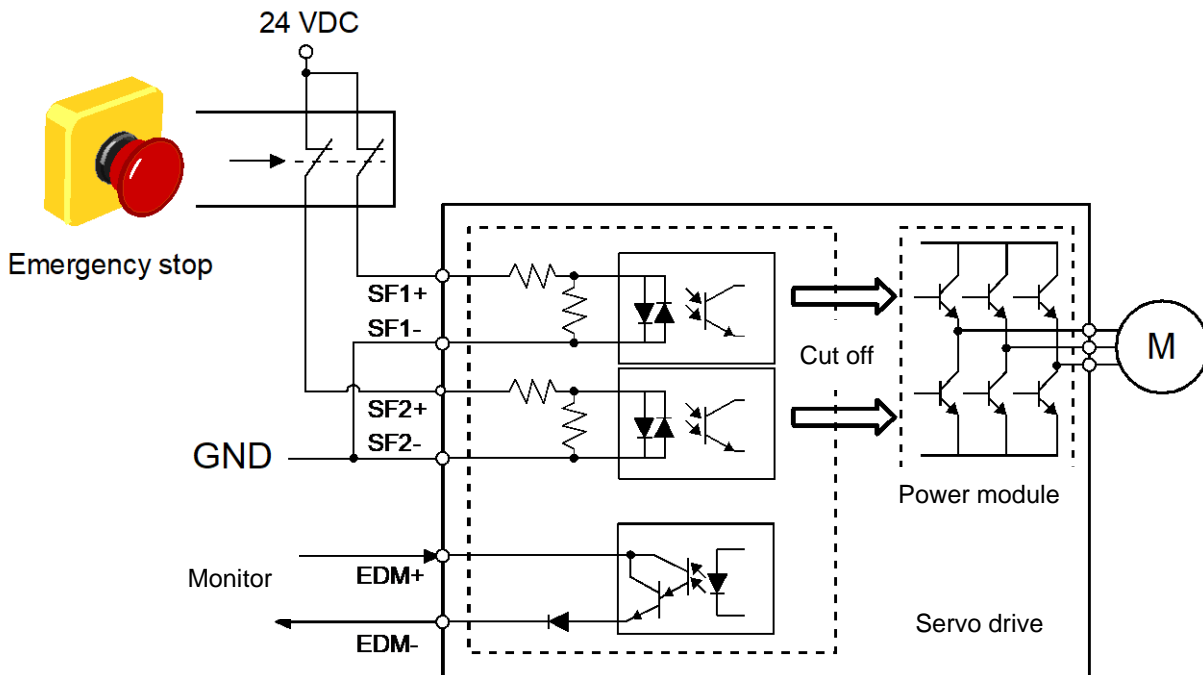 24 VDC
Emergency stop
SF1+
SF1-
Cut off
M
SF2+
SF2-
GND
Power module
Monitor
EDM+
EDM-
Servo drive